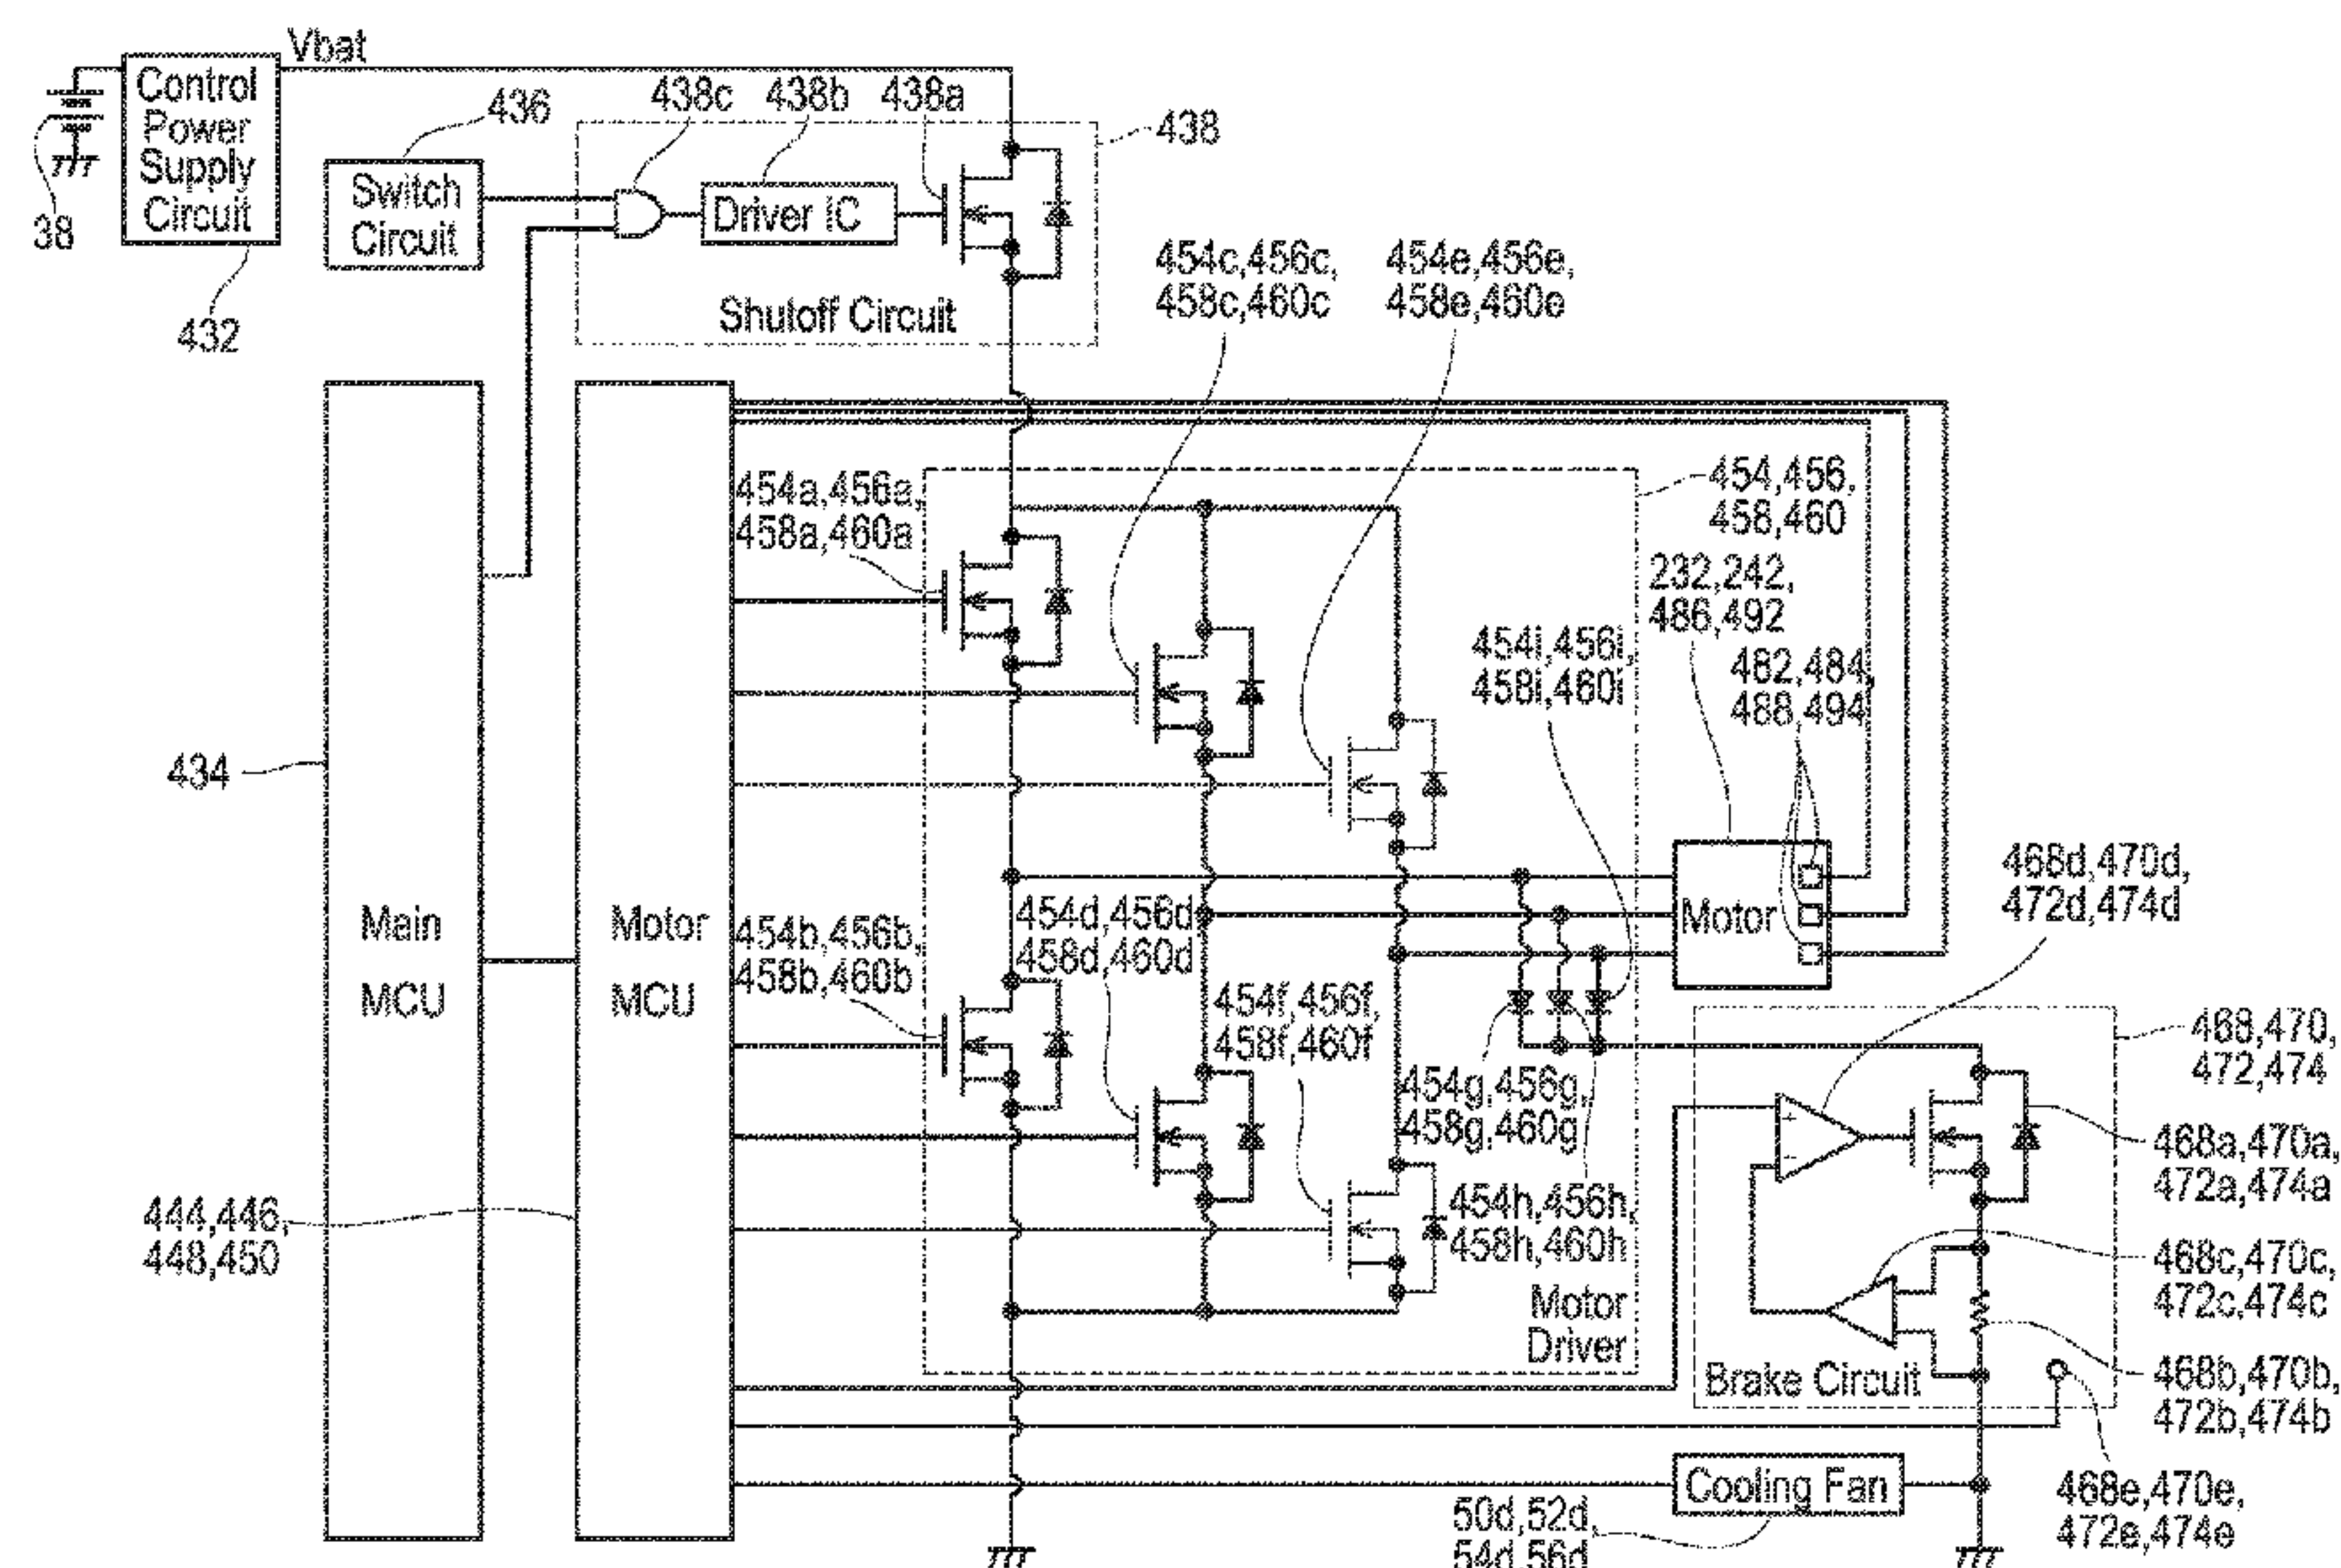 Vbat
Control
Power
Supply
Circuit
38
432
436
Switch
Circuit
438c
438b
438a
438
Driver IC
Shutoff Circuit
454c,456c,
458c,460c
454e,456e,
458e,460e
454a,456a,
458a,460a
454,456,
458,460
232,242,
486,492
482,484,
488,494
454i,456i,
458i,460i
434
Main
MCU
Motor
MCU
Motor
468d,470d,
472d,474d
454b,456b,
458b,460b
454d,456d
458d,460d
454f,456f,
458f,460f
454g,456g,
458g,460g
454h,456h,
458h,460h
468,470,
472,474
468a,470a,
472a,474a
468c,470c,
472c,474c
468b,470b,
472b,474b
468e,470e,
472e,474e
444,446,
448,450
Motor
Driver
+
−
Brake Circuit
Cooling Fan
50d,52d,
54d,56d